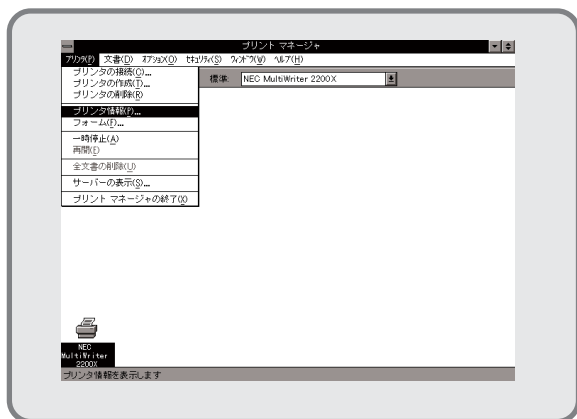 プリント マネージャ
プリンタ(P) 文書(D) オプション(O) セキュリティ(S) ウィンドウ(W) ヘルプ(H)
プリンタの接続(C)...
プリンタの作成(T)...
プリンタの削除(R)
標準: NEC MultiWriter 2200X
プリンタ情報(P)...
フォーム(F)...
一時停止(A)
再開(E)
全文書の削除(U)
サーバーの表示(S)...
プリント マネージャの終了(X)
NEC
MultiWriter
2200X
プリンタ情報を表示します